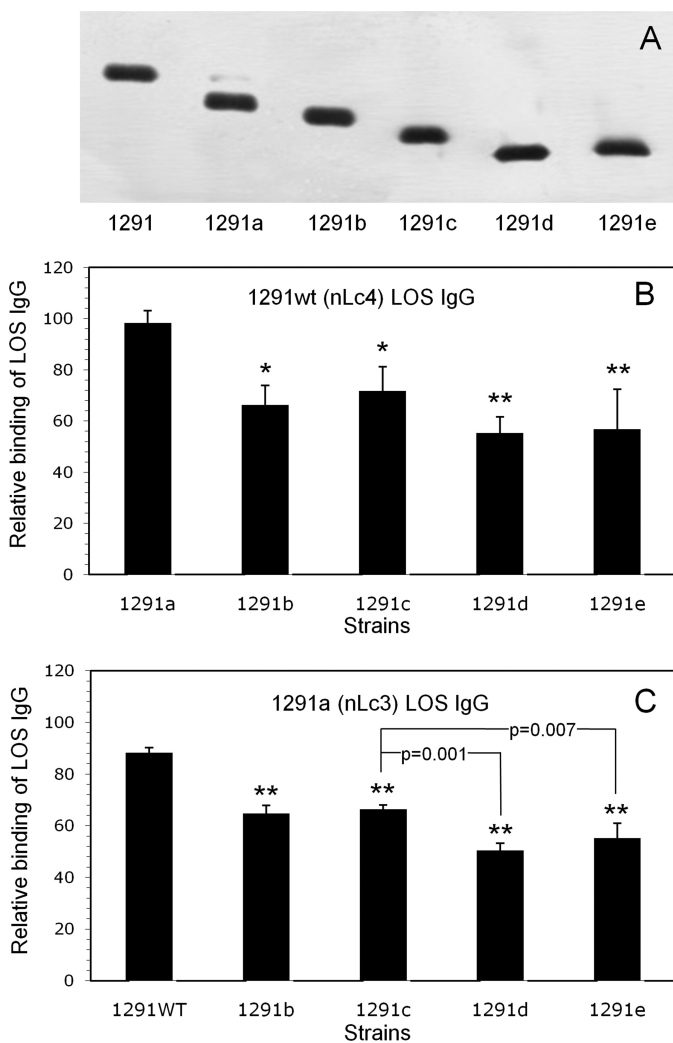 A
1291 1291a 1291b 1291c 1291d 1291e
B
1291wt (nLc4) LOS IgG
Relative binding of LOS IgG
120
100
80
60
40
20
0
* * ** **
1291a 1291b 1291c 1291d 1291e
Strains
C
1291a (nLc3) LOS IgG
Relative binding of LOS IgG
120
100
80
60
40
20
0
p=0.007
p=0.001
** ** ** **
1291WT 1291b 1291c 1291d 1291e
Strains